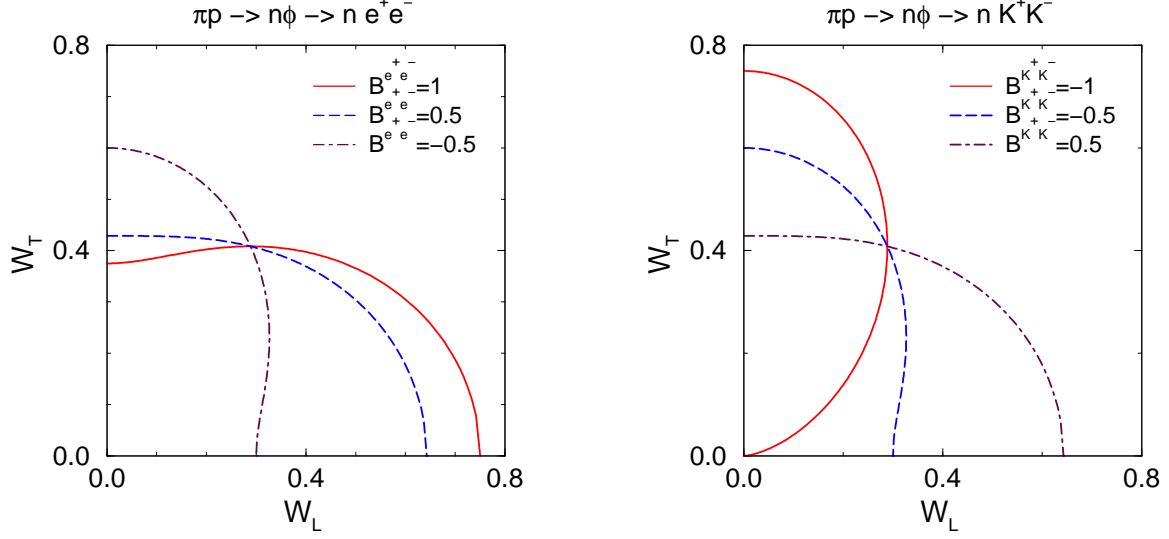 πp −> nφ −> n e⁺e⁻
0.8
0.4
0.0
W_T
B^{e⁺e⁻}=1
B^{e⁺e⁻}=0.5
B^{e⁺e⁻}=−0.5
0.0 0.4 0.8
W_L
πp −> nφ −> n K⁺K⁻
0.8
0.4
0.0
W_T
B^{K⁺K⁻}=−1
B^{K⁺K⁻}=−0.5
B^{K⁺K⁻}=0.5
0.0 0.4 0.8
W_L